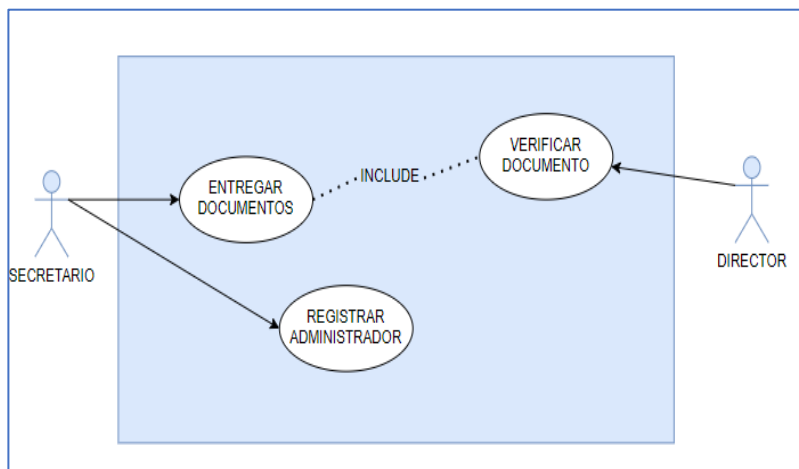 VERIFICAR
DOCUMENTO
INCLUDE
ENTREGAR
DOCUMENTOS
SECRETARIO
DIRECTOR
REGISTRAR
ADMINISTRADOR